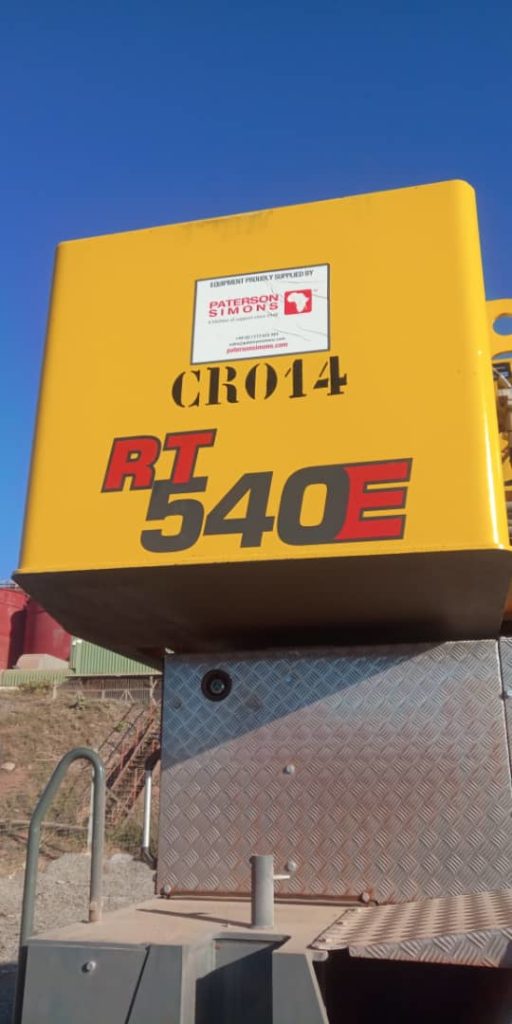 EQUIPMENT PROUDLY SUPPLIED BY
PATERSON
SIMONS
patersonsimons.com
CR014
RT
540E